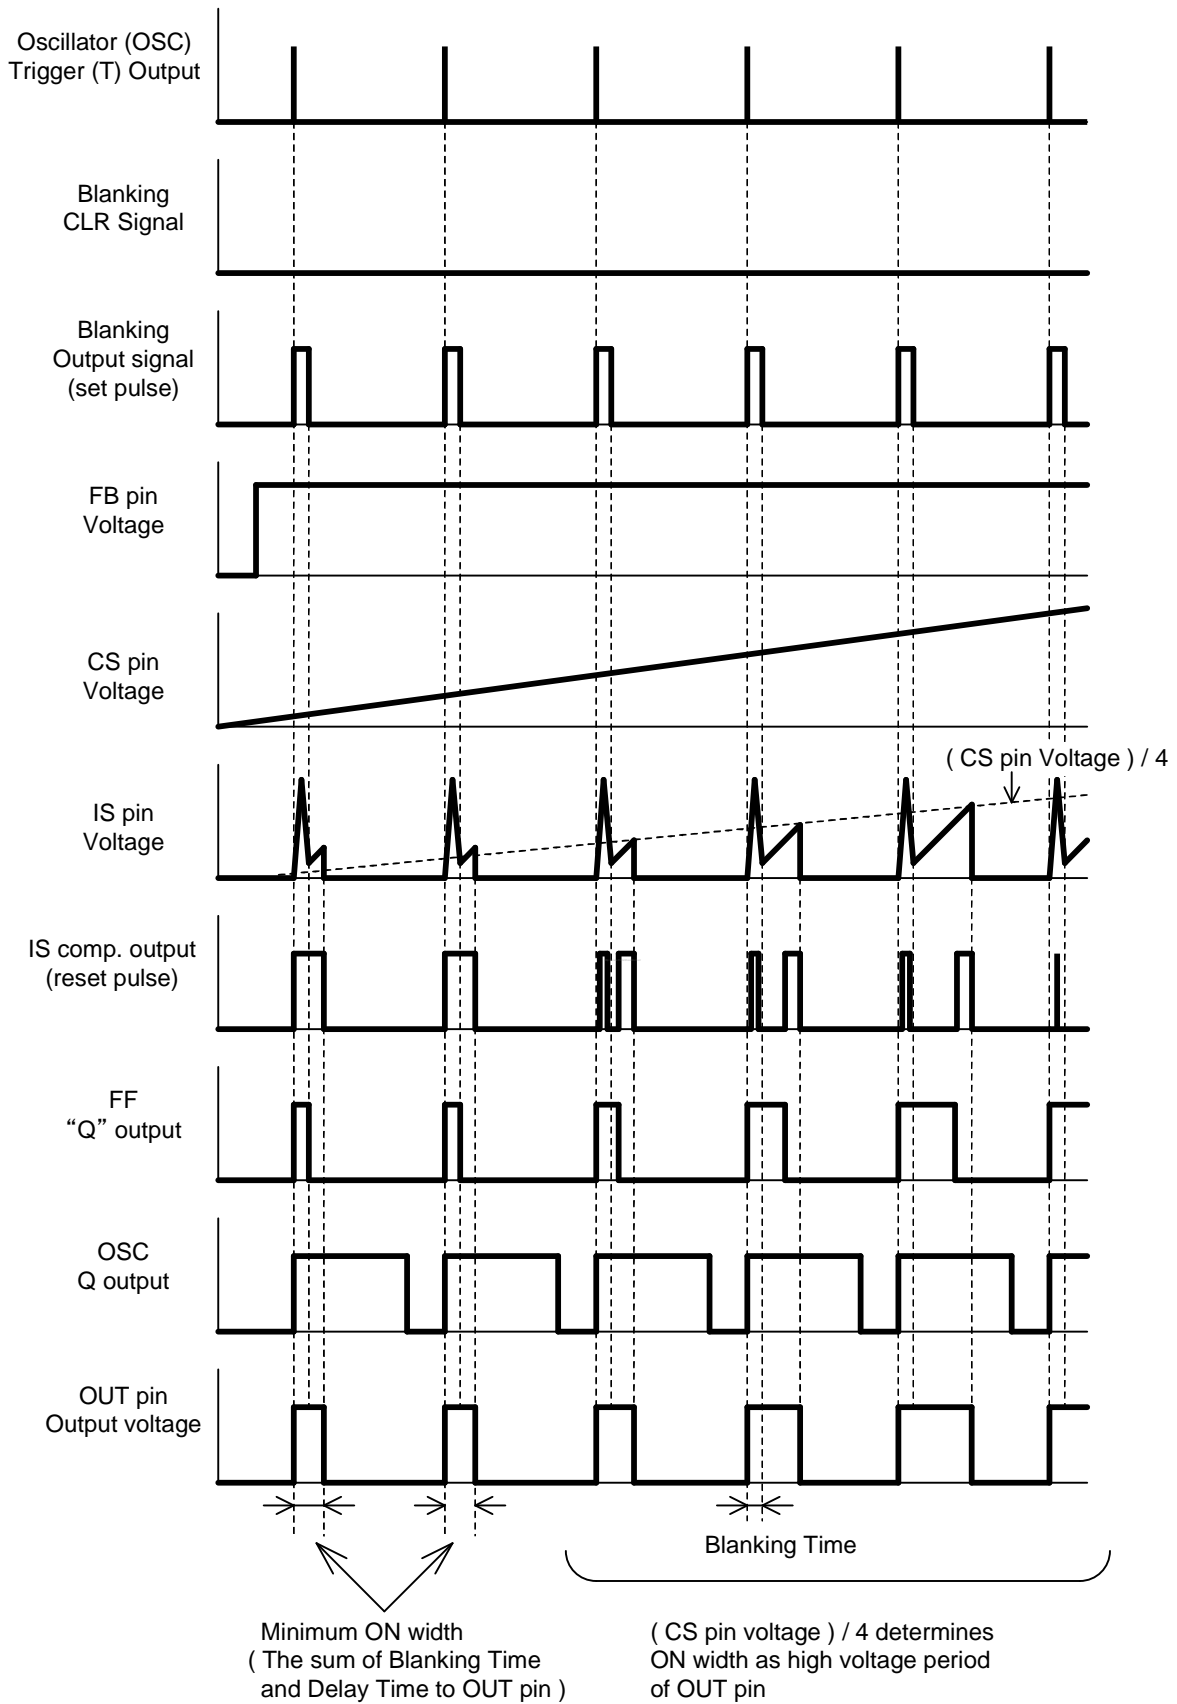 Oscillator (OSC)
Trigger (T) Output
Blanking
CLR Signal
Blanking
Output signal
(set pulse)
FB pin
Voltage
CS pin
Voltage
( CS pin Voltage ) / 4
IS pin
Voltage
IS comp. output
(reset pulse)
FF
“Q” output
OSC
Q output
OUT pin
Output voltage
Blanking Time
Minimum ON width
( The sum of Blanking Time
and Delay Time to OUT pin )
( CS pin voltage ) / 4 determines
ON width as high voltage period
of OUT pin